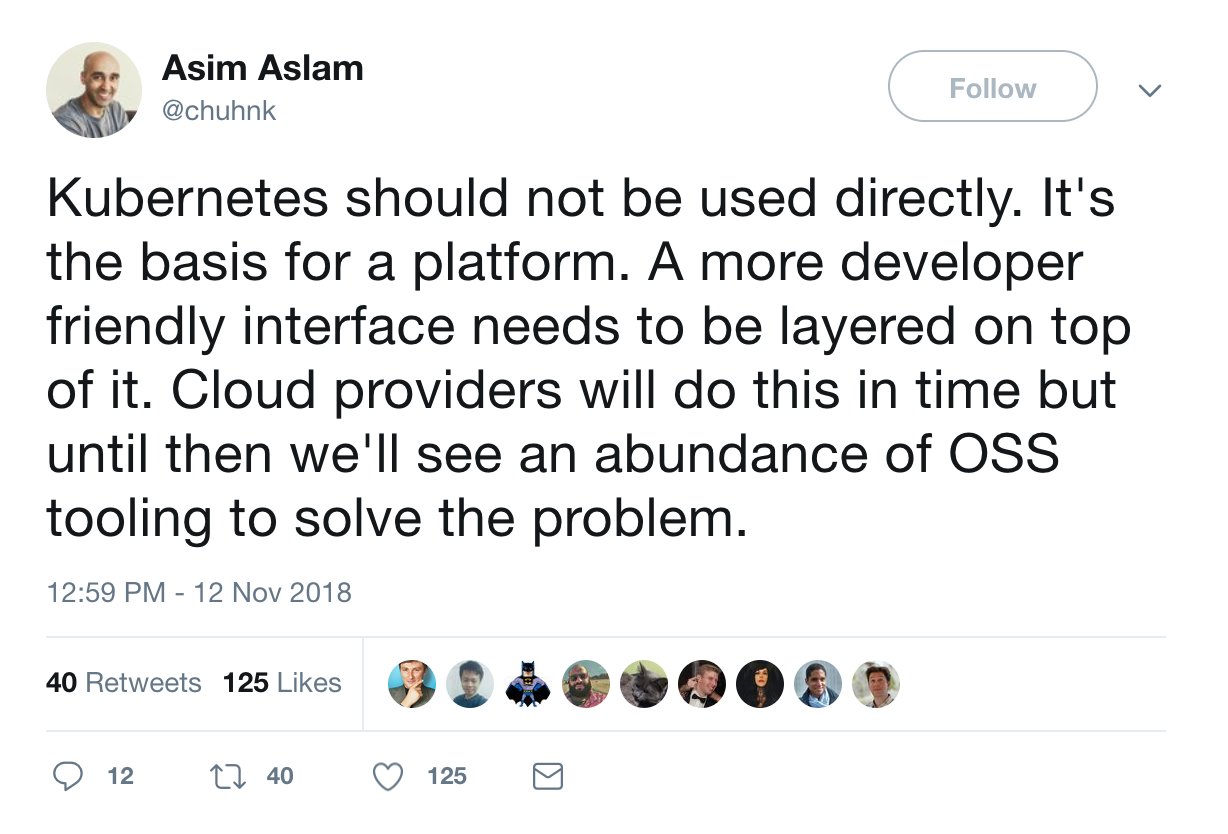 Asim Aslam
@chuhnk
Follow
Kubernetes should not be used directly. It's
the basis for a platform. A more developer
friendly interface needs to be layered on top
of it. Cloud providers will do this in time but
until then we'll see an abundance of OSS
tooling to solve the problem.
12:59 PM - 12 Nov 2018
40 Retweets 125 Likes
12 40 125